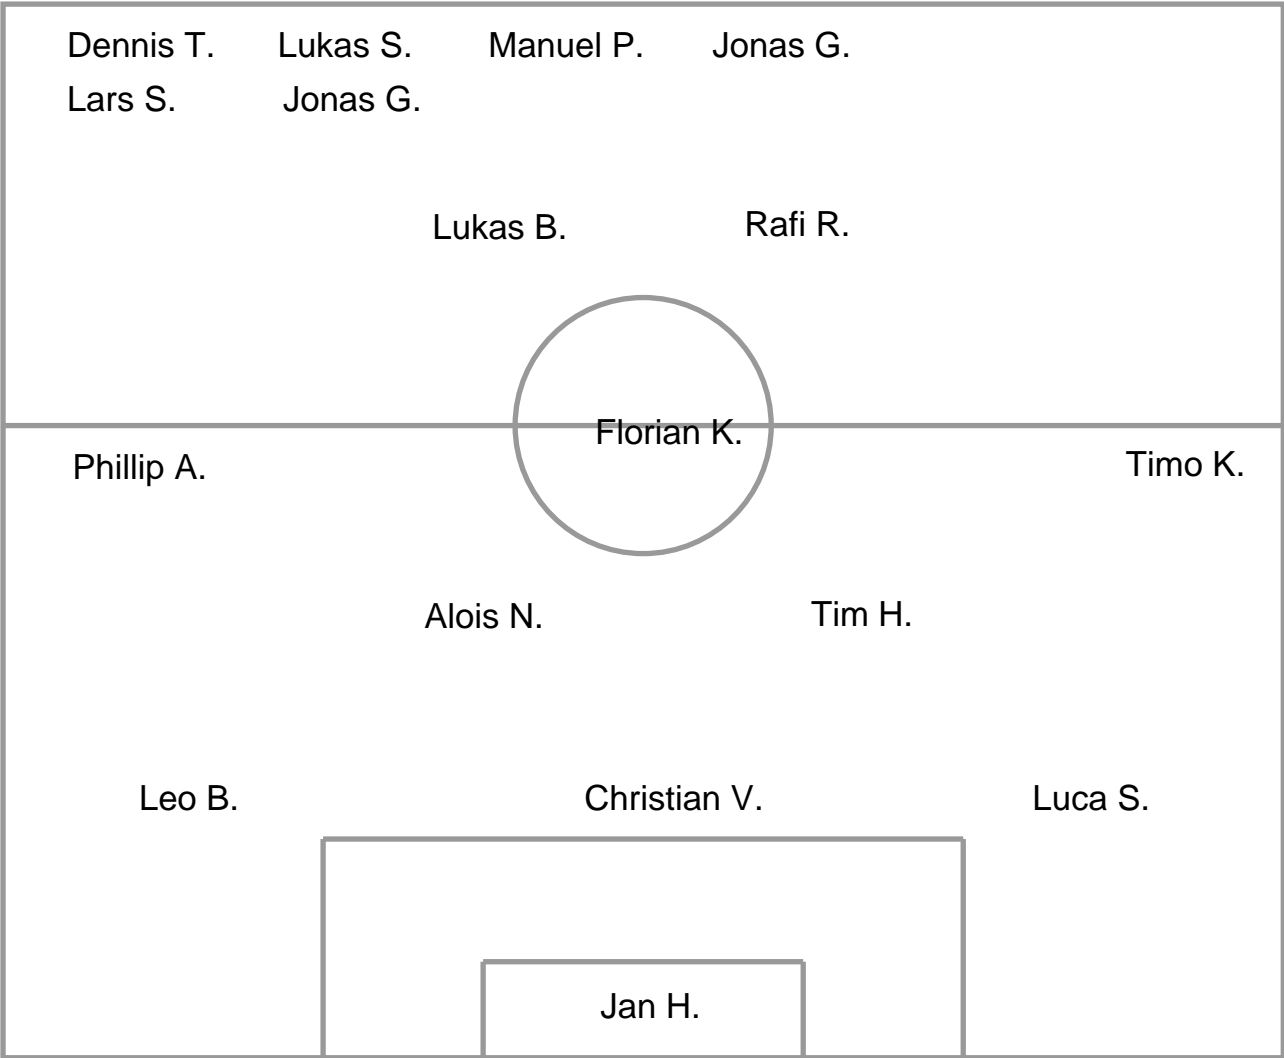 Dennis T. Lukas S. Manuel P. Jonas G.
Lars S. Jonas G.
Lukas B. Rafi R.
Florian K.
Phillip A. Timo K.
Alois N. Tim H.
Leo B. Christian V. Luca S.
Jan H.